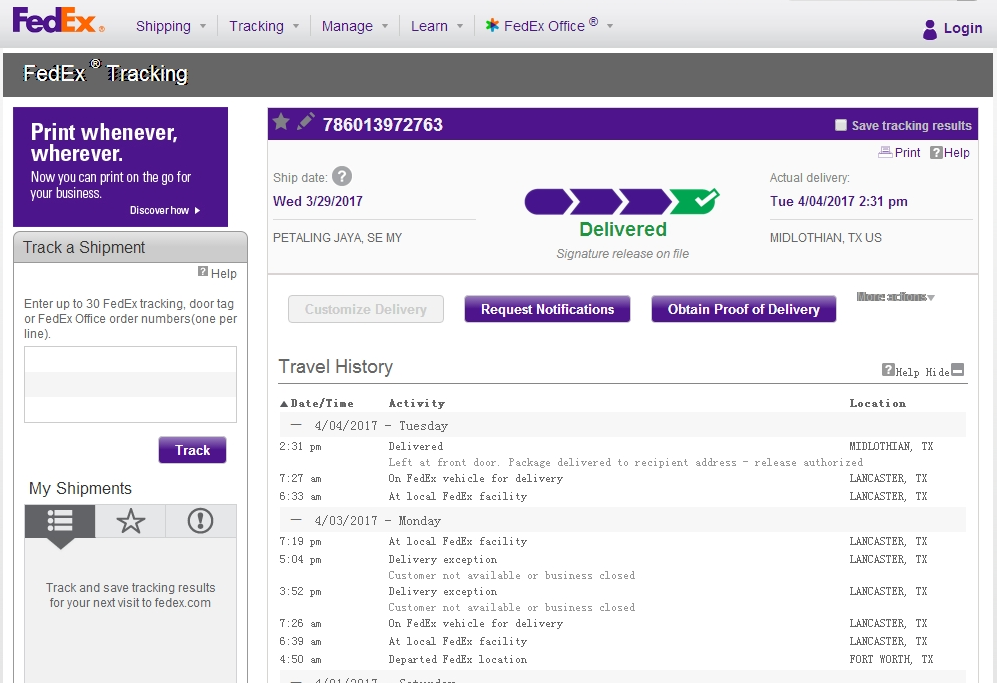 FedEx®
Shipping
Tracking
Manage
Learn
FedEx Office ®
Login
FedEx ® Tracking
Print whenever,
wherever.
Now you can print on the go for
your business.
Discover how
Track a Shipment
? Help
Enter up to 30 FedEx tracking, door tag
or FedEx Office order numbers(one per
line).
Track
My Shipments
Track and save tracking results
for your next visit to fedex.com
786013972763
Save tracking results
Print ? Help
Ship date: ?
Wed 3/29/2017
PETALING JAYA, SE MY
Delivered
Signature release on file
Actual delivery:
Tue 4/04/2017 2:31 pm
MIDLOTHIAN, TX US
Customize Delivery
Request Notifications
Obtain Proof of Delivery
More actions
Travel History
? Help Hide
Date/Time Activity Location
4/04/2017 - Tuesday
2:31 pm Delivered MIDLOTHIAN, TX
Left at front door. Package delivered to recipient address - release authorized
7:27 am On FedEx vehicle for delivery LANCASTER, TX
6:33 am At local FedEx facility LANCASTER, TX
4/03/2017 - Monday
7:19 pm At local FedEx facility LANCASTER, TX
5:04 pm Delivery exception LANCASTER, TX
Customer not available or business closed
3:52 pm Delivery exception LANCASTER, TX
Customer not available or business closed
7:26 am On FedEx vehicle for delivery LANCASTER, TX
6:39 am At local FedEx facility LANCASTER, TX
4:50 am Departed FedEx location FORT WORTH, TX